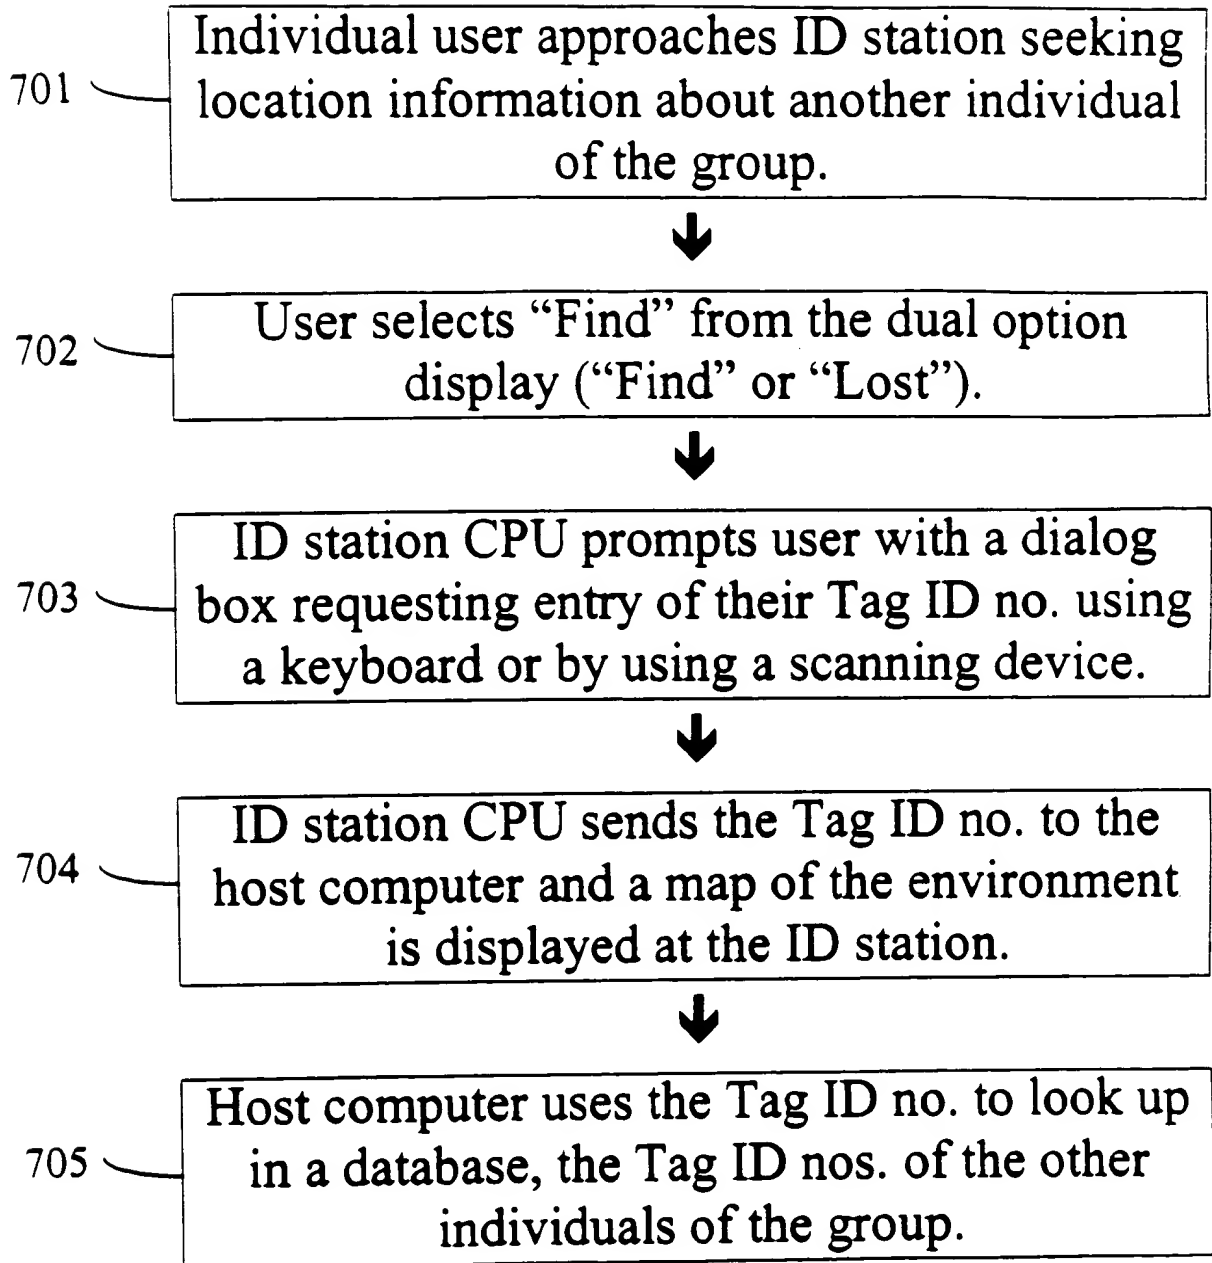 Individual user approaches ID station seeking
701
location information about another individual
of the group.
User selects “Find” from the dual option
702
display (“Find” or “Lost”).
ID station CPU prompts user with a dialog
703
box requesting entry of their Tag ID no. using
a keyboard or by using a scanning device.
ID station CPU sends the Tag ID no. to the
704
host computer and a map of the environment
is displayed at the ID station.
Host computer uses the Tag ID no. to look up
705
in a database, the Tag ID nos. of the other
individuals of the group.